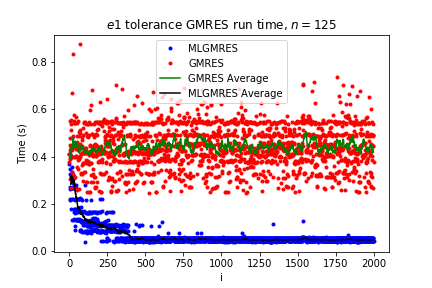 e1 tolerance GMRES run time, n = 125
MLGMRES
GMRES
GMRES Average
MLGMRES Average
Time (s)
0.8
0.6
0.4
0.2
0.0
0 250 500 750 1000 1250 1500 1750 2000
i